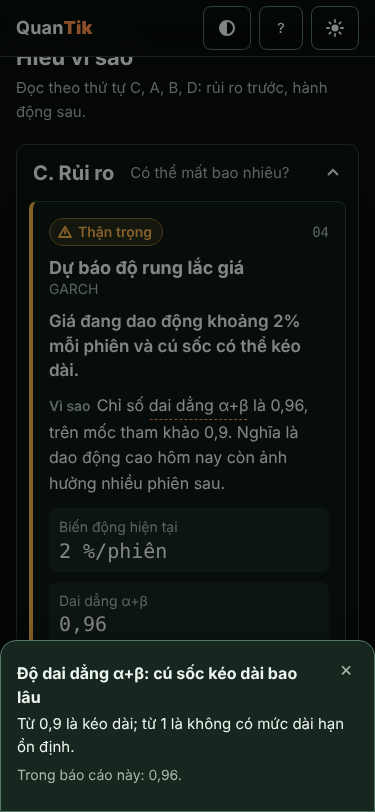 QuanTik
?
Hiểu vì sao
Đọc theo thứ tự C, A, B, D: rủi ro trước, hành
động sau.
C. Rủi ro Có thể mất bao nhiêu?
Thận trọng 04
Dự báo độ rung lắc giá
GARCH
Giá đang dao động khoảng 2%
mỗi phiên và cú sốc có thể kéo
dài.
Vì sao Chỉ số dai dẳng α+β là 0,96,
trên mốc tham khảo 0,9. Nghĩa là
dao động cao hôm nay còn ảnh
hưởng nhiều phiên sau.
Biến động hiện tại
2 %/phiên
Dai dẳng α+β
0,96
Độ dai dẳng α+β: cú sốc kéo dài bao
lâu
Từ 0,9 là kéo dài; từ 1 là không có mức dài hạn
ổn định.
Trong báo cáo này: 0,96.